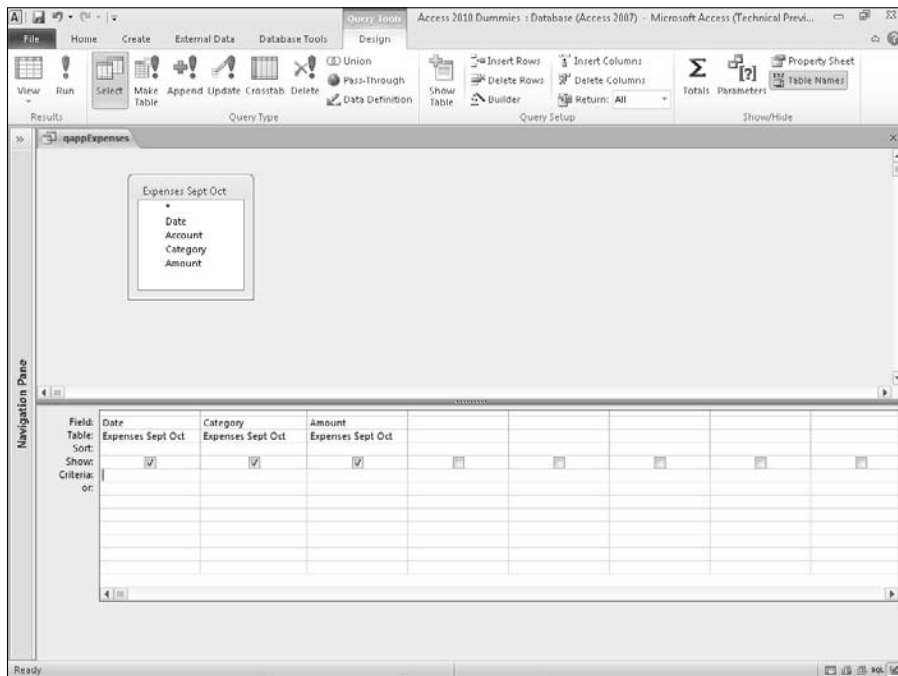 A
Query Tools
Access 2010 Dummies : Database (Access 2007) - Microsoft Access (Technical Previ...
File
Home
Create
External Data
Database Tools
Design
View
Run
Select
Make Table
Append
Update
Crosstab
Delete
Union
Pass-Through
Data Definition
Show Table
Insert Rows
Delete Rows
Builder
Insert Columns
Delete Columns
Return: All
Totals
Parameters
Property Sheet
Table Names
Results
Query Type
Query Setup
Show/Hide
»
qappExpenses
Expenses Sept Oct
*
Date
Account
Category
Amount
Navigation Pane
Field: Date Category Amount
Table: Expenses Sept Oct Expenses Sept Oct Expenses Sept Oct
Sort:
Show:
Criteria:
or:
Ready
SQL